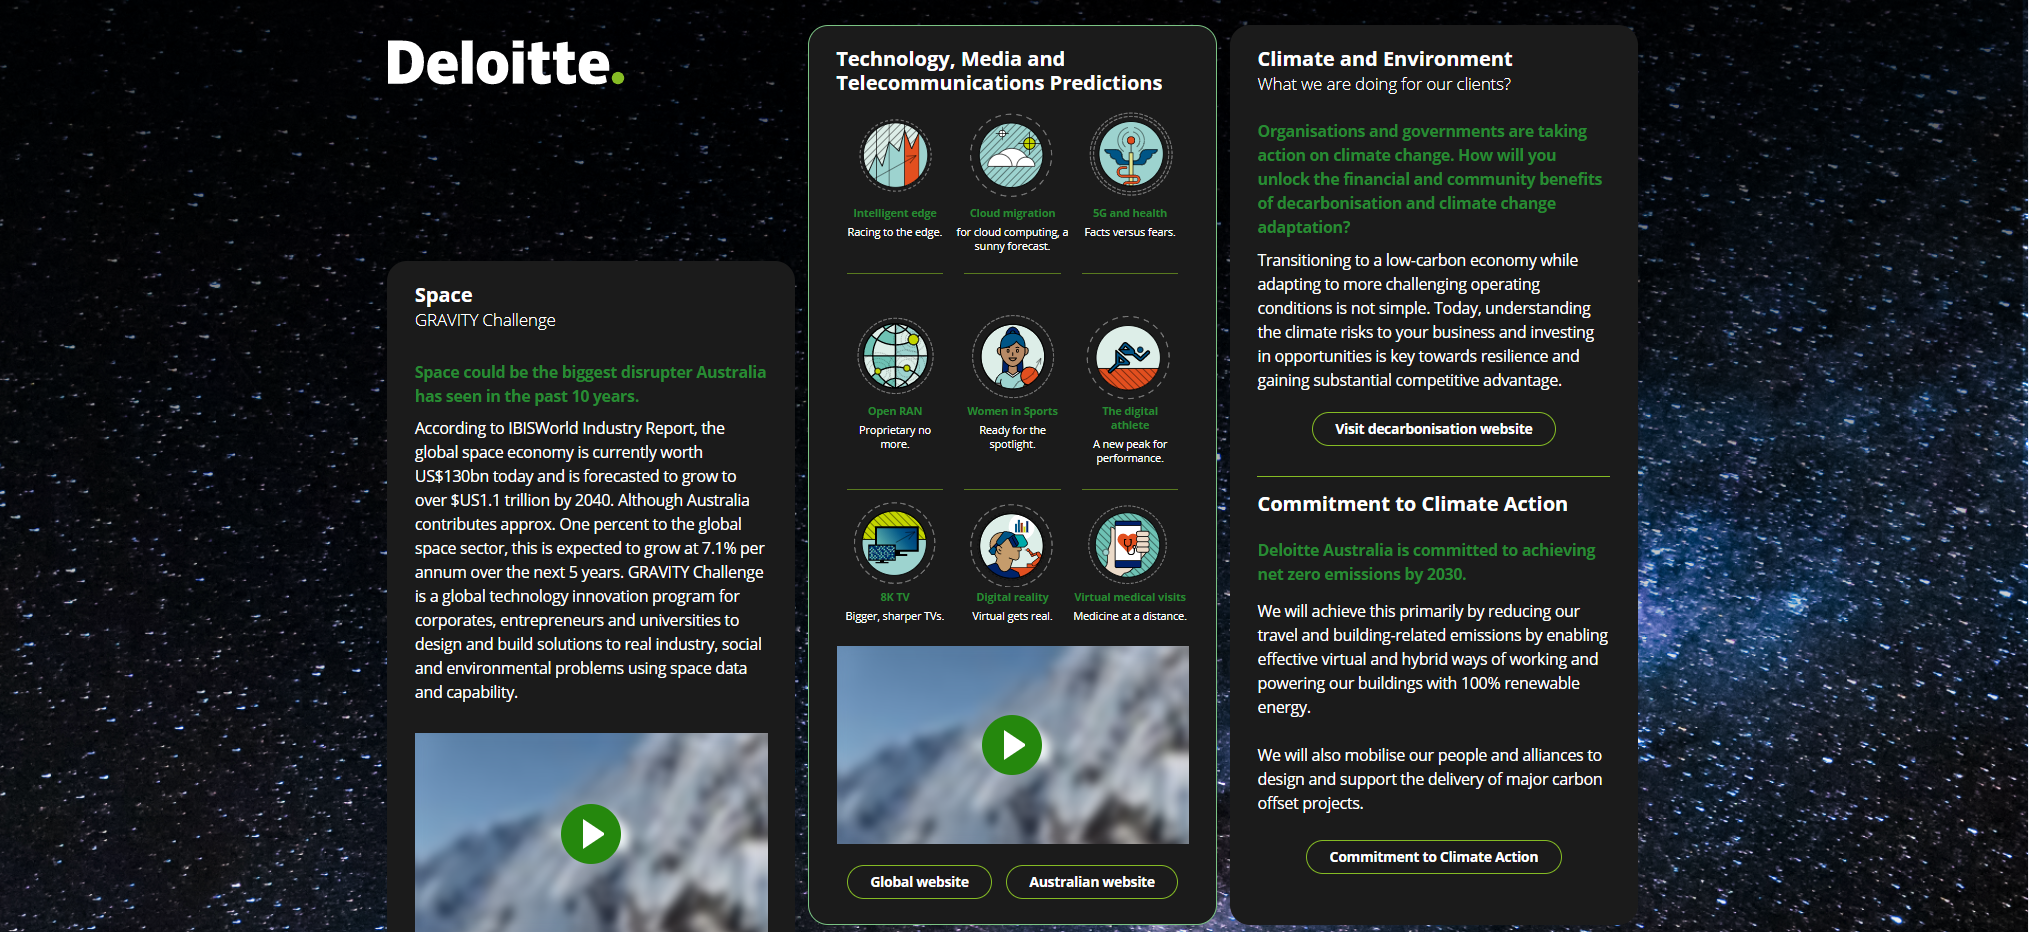 Deloitte.
Space
GRAVITY Challenge
Space could be the biggest disrupter Australia
has seen in the past 10 years.
According to IBISWorld Industry Report, the
global space economy is currently worth
US$130bn today and is forecasted to grow to
over $US1.1 trillion by 2040. Although Australia
contributes approx. One percent to the global
space sector, this is expected to grow at 7.1% per
annum over the next 5 years. GRAVITY Challenge
is a global technology innovation program for
corporates, entrepreneurs and universities to
design and build solutions to real industry, social
and environmental problems using space data
and capability.
Technology, Media and
Telecommunications Predictions
Intelligent edge
Racing to the edge.
Cloud migration
for cloud computing, a
sunny forecast.
5G and health
Facts versus fears.
Open RAN
Proprietary no
more.
Women in Sports
Ready for the
spotlight.
The digital
athlete
A new peak for
performance.
8K TV
Bigger, sharper TVs.
Digital reality
Virtual gets real.
Virtual medical visits
Medicine at a distance.
Global website
Australian website
Climate and Environment
What we are doing for our clients?
Organisations and governments are taking
action on climate change. How will you
unlock the financial and community benefits
of decarbonisation and climate change
adaptation?
Transitioning to a low-carbon economy while
adapting to more challenging operating
conditions is not simple. Today, understanding
the climate risks to your business and investing
in opportunities is key towards resilience and
gaining substantial competitive advantage.
Visit decarbonisation website
Commitment to Climate Action
Deloitte Australia is committed to achieving
net zero emissions by 2030.
We will achieve this primarily by reducing our
travel and building-related emissions by enabling
effective virtual and hybrid ways of working and
powering our buildings with 100% renewable
energy.
We will also mobilise our people and alliances to
design and support the delivery of major carbon
offset projects.
Commitment to Climate Action